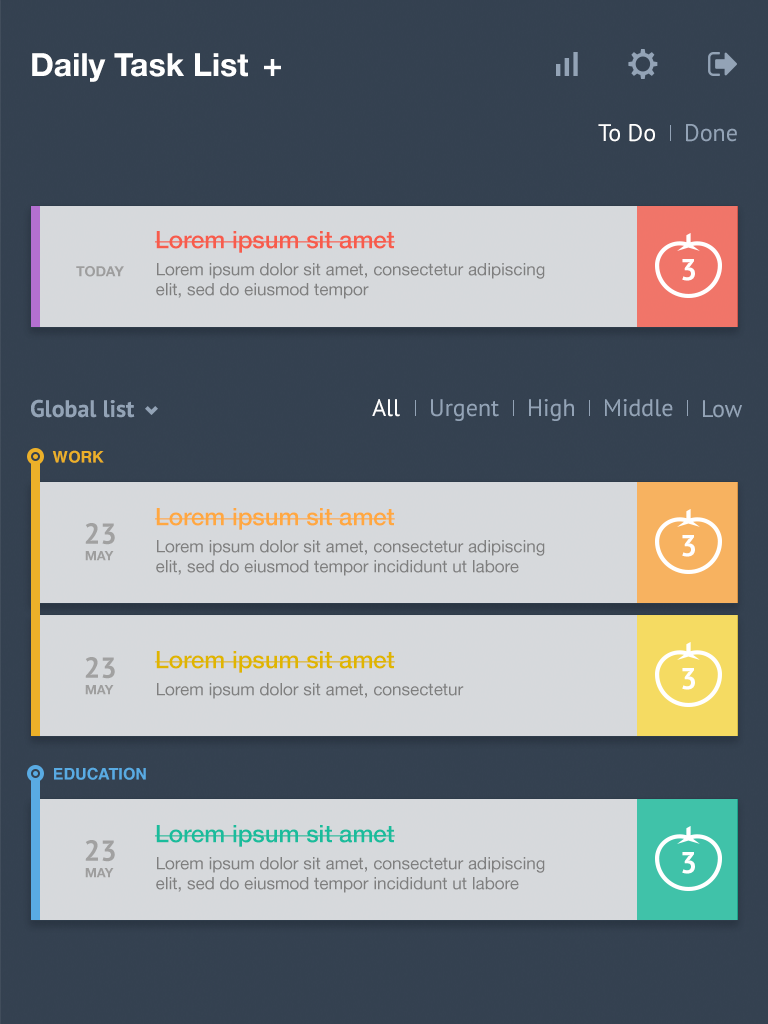 Daily Task List +
To Do | Done
TODAY
Lorem ipsum sit amet
Lorem ipsum dolor sit amet, consectetur adipiscing
elit, sed do eiusmod tempor
3
Global list
All | Urgent | High | Middle | Low
WORK
23
MAY
Lorem ipsum sit amet
Lorem ipsum dolor sit amet, consectetur adipiscing
elit, sed do eiusmod tempor incididunt ut labore
3
23
MAY
Lorem ipsum sit amet
Lorem ipsum dolor sit amet, consectetur
3
EDUCATION
23
MAY
Lorem ipsum sit amet
Lorem ipsum dolor sit amet, consectetur adipiscing
elit, sed do eiusmod tempor incididunt ut labore
3